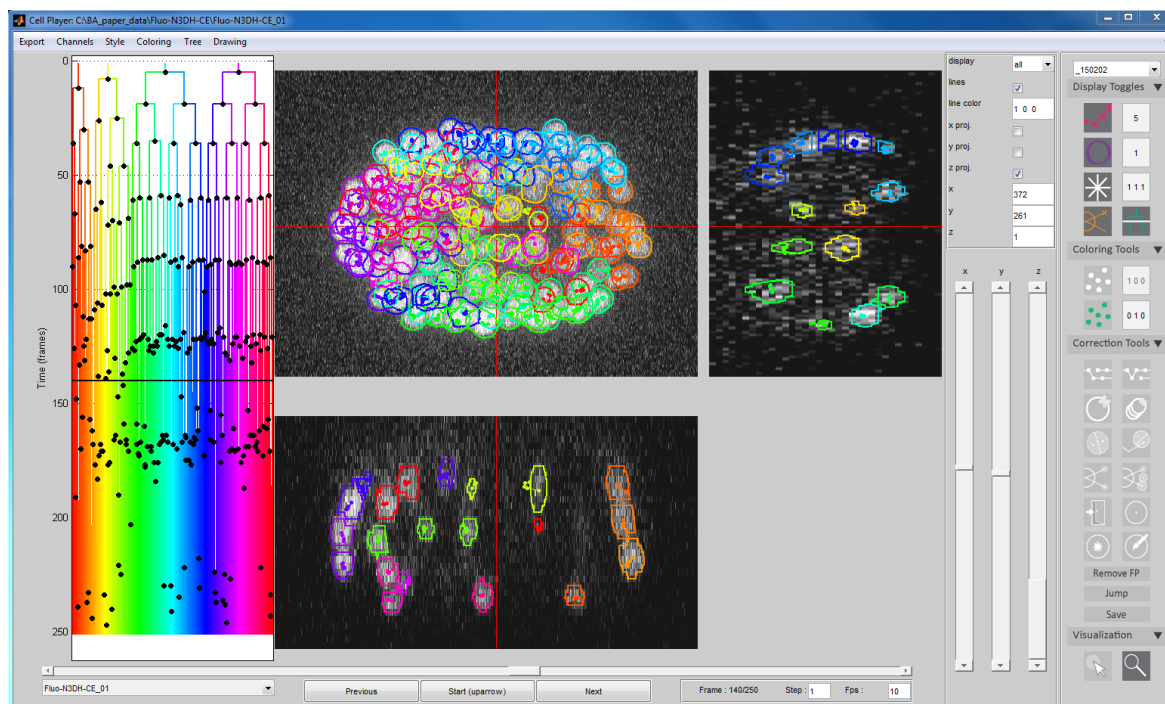 Cell Player: C:\BA_paper_data\Fluo-N3DH-CE\Fluo-N3DH-CE_01
Export Channels Style Coloring Tree Drawing
0
50
100
150
200
250
Time (frames)
display all
lines
line color 1 0 0
x proj.
y proj.
z proj.
x 372
y 261
z 1
x y z
_150202
Display Toggles
5
1
1 1 1
Coloring Tools
1 0 0
0 1 0
Correction Tools
Remove FP
Jump
Save
Visualization
Fluo-N3DH-CE_01
Previous Start (uparrow) Next
Frame : 140/250 Step : 1 Fps : 10